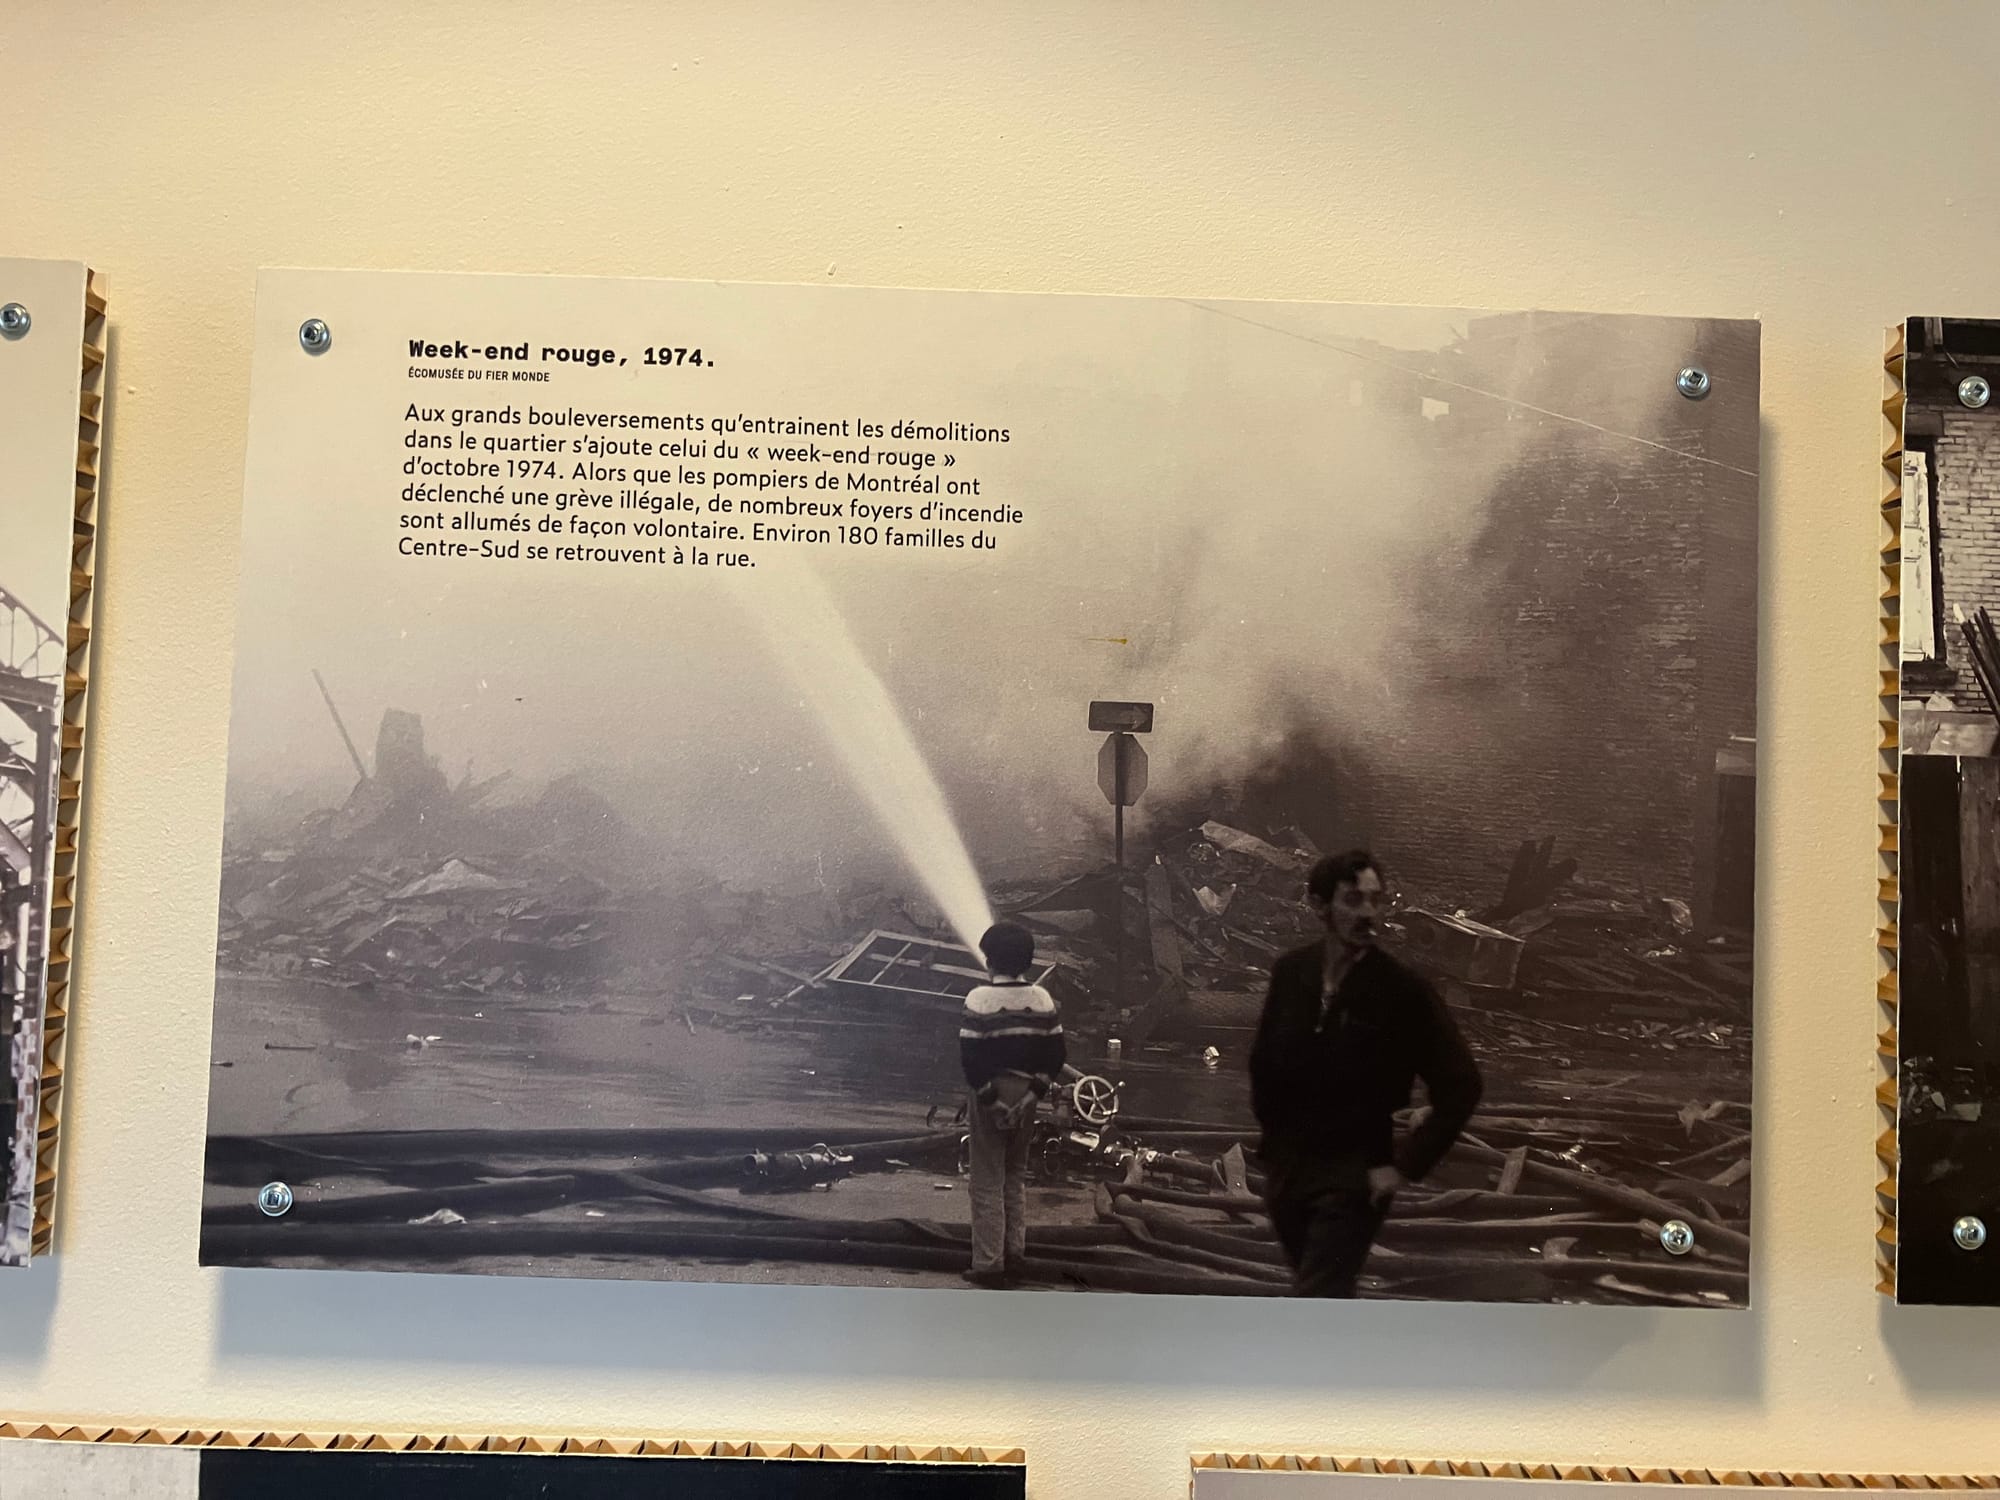 Week-end rouge, 1974.
ÉCOMUSÉE DU FIER MONDE
Aux grands bouleversements qu'entrainent les démolitions
dans le quartier s'ajoute celui du « week-end rouge »
d'octobre 1974. Alors que les pompiers de Montréal ont
déclenché une grève illégale, de nombreux foyers d'incendie
sont allumés de façon volontaire. Environ 180 familles du
Centre-Sud se retrouvent à la rue.